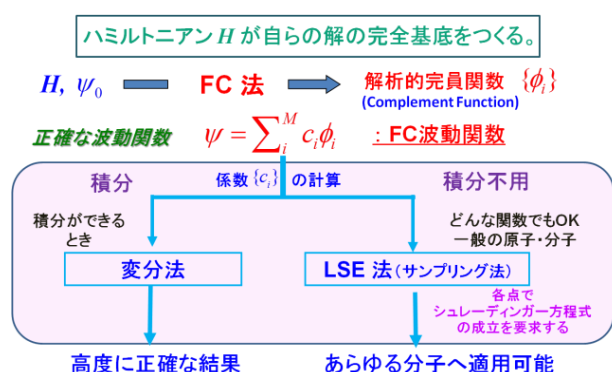 ハミルトニアン H が自らの解の完全基底をつくる。
H, ψ₀ FC 法 解析的完員関数 {ϕᵢ}
(Complement Function)
正確な波動関数 ψ = ∑ᵢᴹ cᵢϕᵢ : FC波動関数
積分 係数 {cᵢ} の計算 積分不用
積分ができる
とき
どんな関数でもOK
一般の原子・分子
変分法 LSE 法(サンプリング法)
各点で
シュレーディンガー方程式
の成立を要求する
高度に正確な結果 あらゆる分子へ適用可能